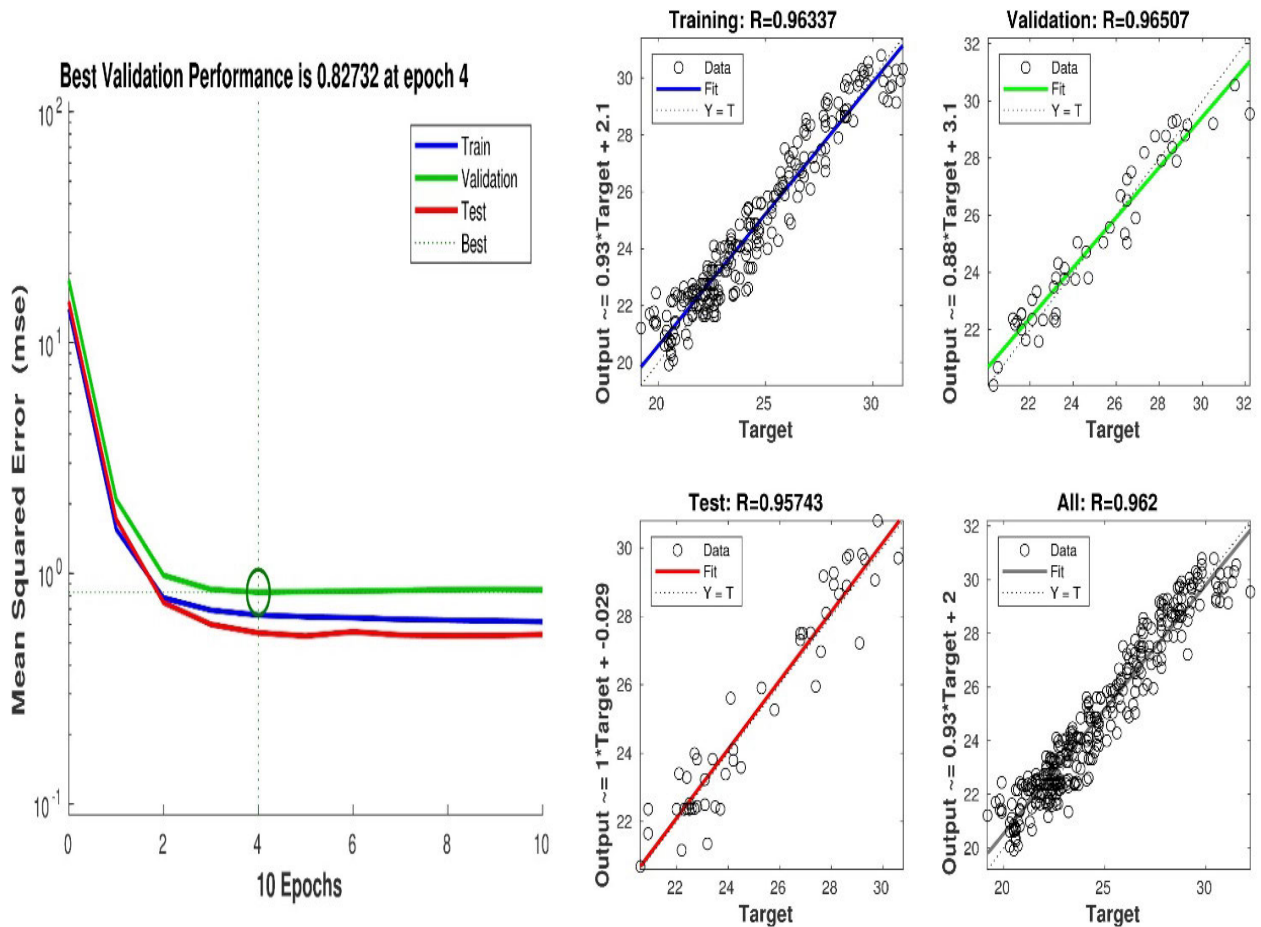 Best Validation Performance is 0.82732 at epoch 4
Mean Squared Error (mse)
10^2
10^1
10^0
10^-1
Train
Validation
Test
Best
0
2
4
6
8
10
10 Epochs
Training: R=0.96337
Output ~= 0.93*Target + 2.1
Data
Fit
Y = T
30
28
26
24
22
20
20
25
30
Target
Validation: R=0.96507
Output ~= 0.88*Target + 3.1
Data
Fit
Y = T
32
30
28
26
24
22
22
24
26
28
30
32
Target
Test: R=0.95743
Output ~= 1*Target + -0.029
Data
Fit
Y = T
30
28
26
24
22
22
24
26
28
30
Target
All: R=0.962
Output ~= 0.93*Target + 2
Data
Fit
Y = T
32
30
28
26
24
22
20
20
25
30
Target